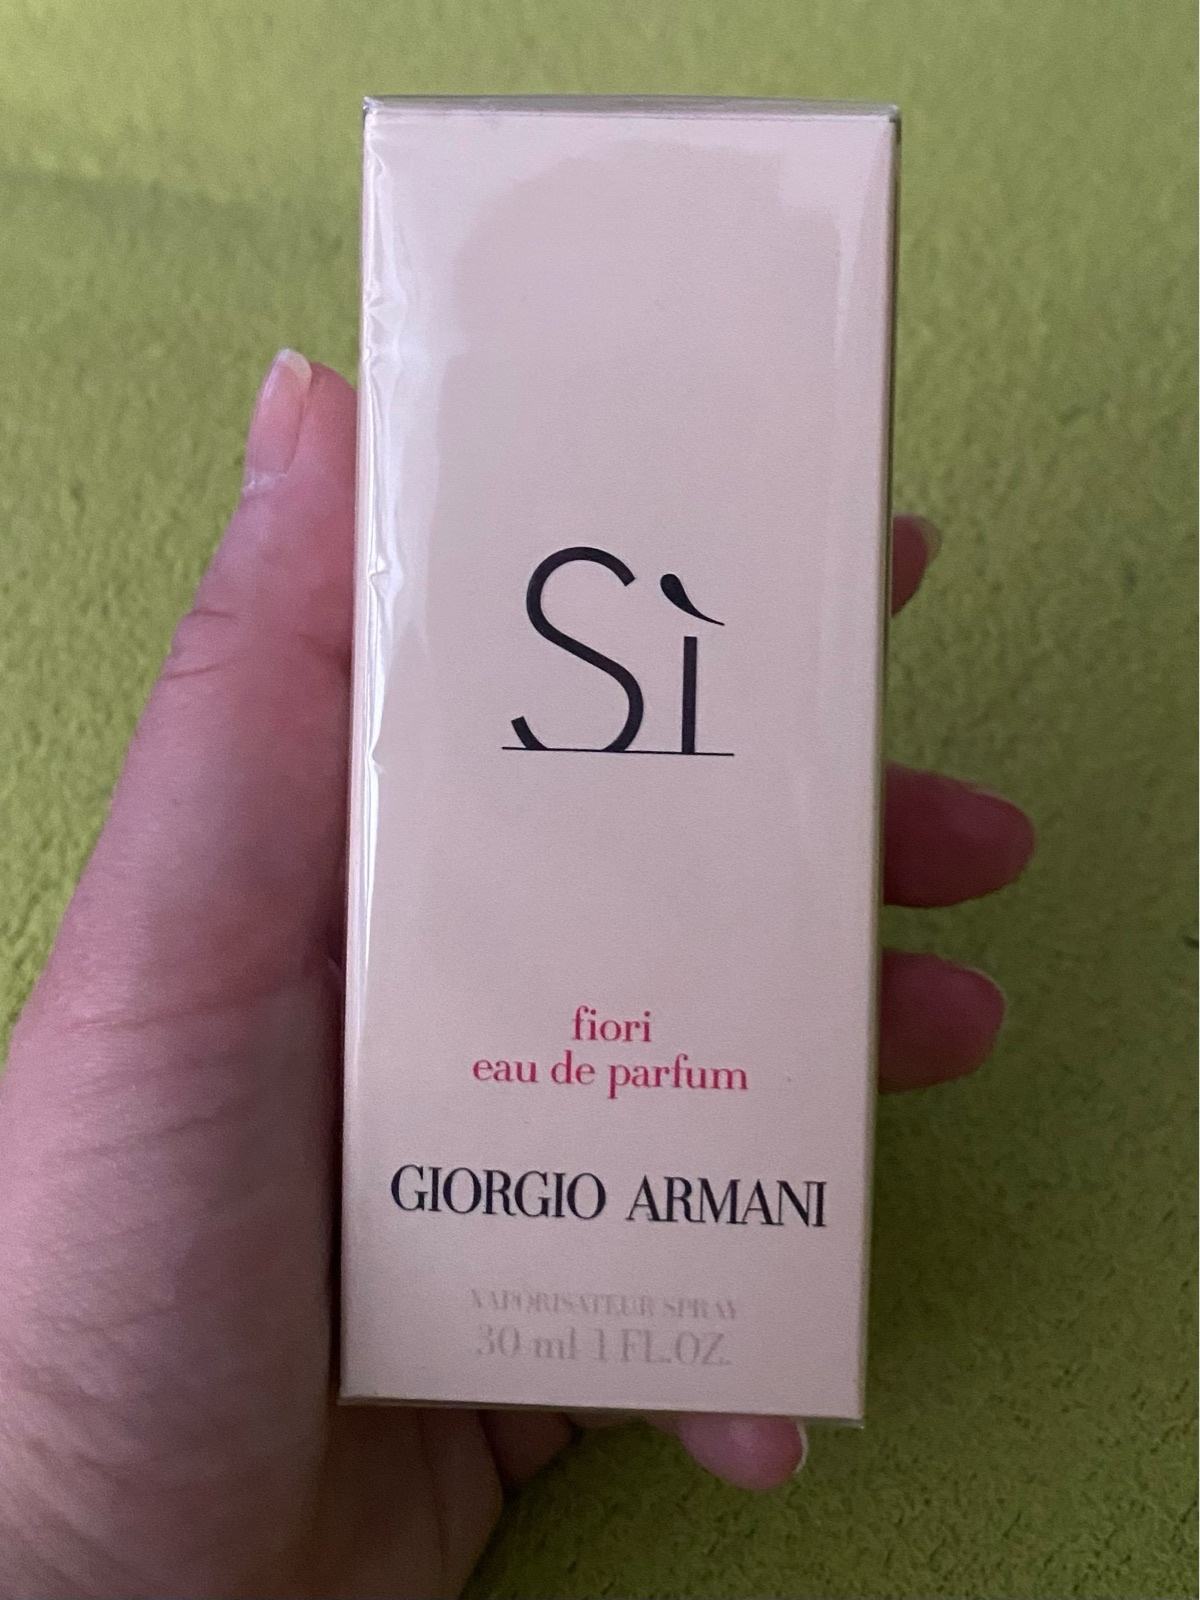 Sì
fiori
eau de parfum
GIORGIO ARMANI
VAPORISATEUR SPRAY
30 ml 1 FL.OZ.